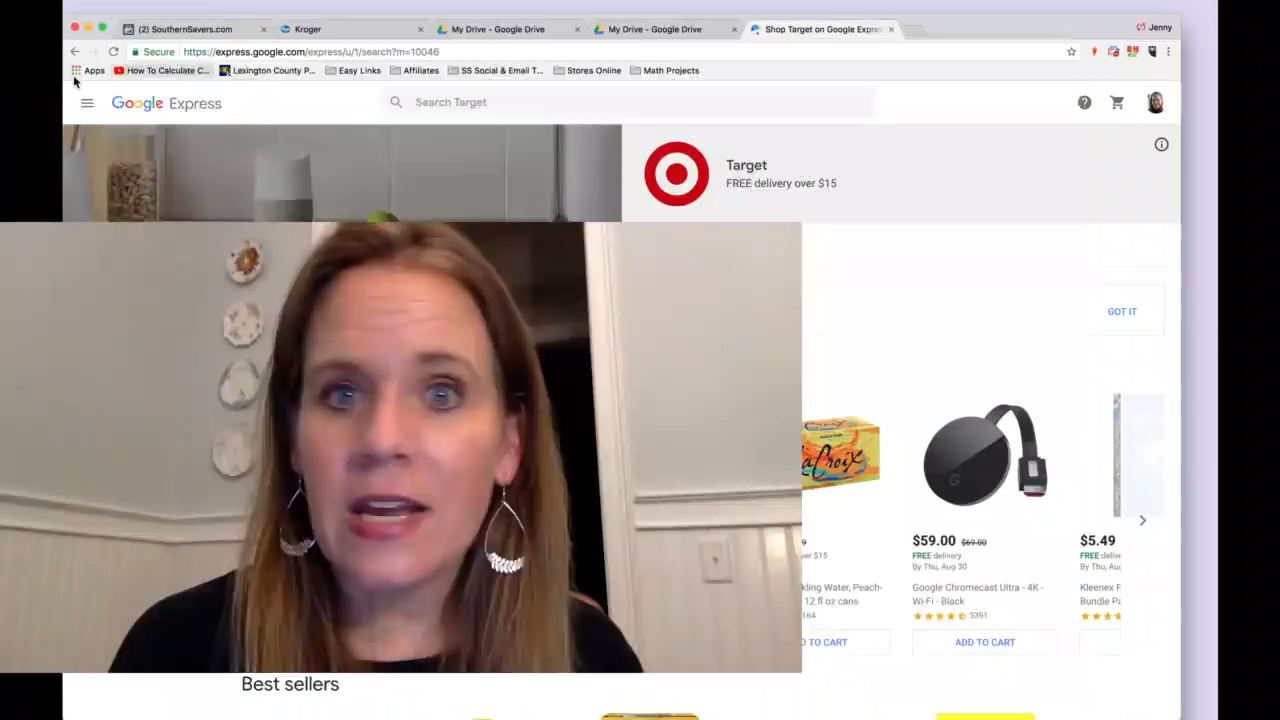 (2) SouthernSavers.com
Kroger
My Drive - Google Drive
My Drive - Google Drive
Shop Target on Google Expre
Jenny
Secure
https://express.google.com/express/u/1/search?m=10046
Apps
How To Calculate C...
Lexington County P...
Easy Links
Affiliates
SS Social & Email T...
Stores Online
Math Projects
Google Express
Search Target
Target
FREE delivery over $15
GOT IT
LaCroix
$59.00 $69.00
FREE delivery
By Thu, Aug 30
Google Chromecast Ultra - 4K -
Wi-Fi - Black
3391
ADD TO CART
$5.49
FREE delive
By Thu, Aug
Kleenex F
Bundle Pa
9
er $15
kling Water, Peach-
12 fl oz cans
164
D TO CART
Best sellers